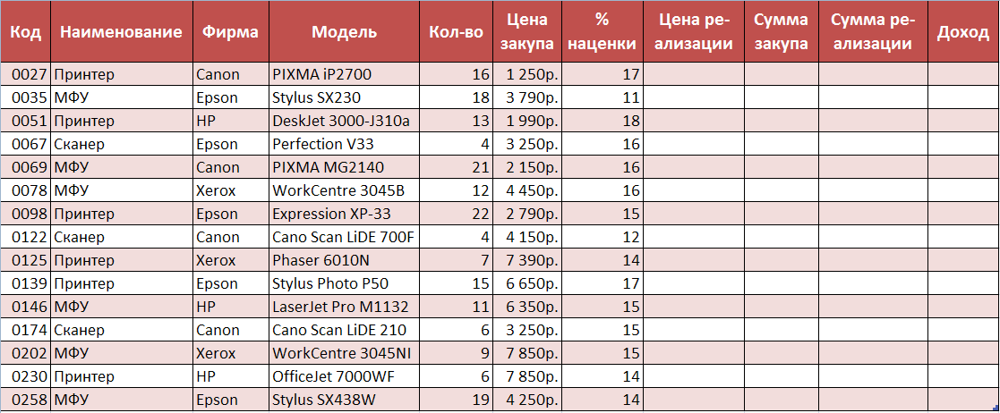 Код Наименование Фирма Модель Кол-во Цена закупа % наценки Цена ре-ализации Сумма закупа Сумма ре-ализации Доход
0027 Принтер Canon PIXMA iP2700 16 1 250р. 17
0035 МФУ Epson Stylus SX230 18 3 790р. 11
0051 Принтер HP DeskJet 3000-J310a 13 1 990р. 18
0067 Сканер Epson Perfection V33 4 3 250р. 16
0069 МФУ Canon PIXMA MG2140 21 2 150р. 16
0078 МФУ Xerox WorkCentre 3045B 12 4 450р. 16
0098 Принтер Epson Expression XP-33 22 2 790р. 15
0122 Сканер Canon Cano Scan LiDE 700F 4 4 150р. 12
0125 Принтер Xerox Phaser 6010N 7 7 390р. 14
0139 Принтер Epson Stylus Photo P50 15 6 650р. 17
0146 МФУ HP LaserJet Pro M1132 11 6 350р. 15
0174 Сканер Canon Cano Scan LiDE 210 6 3 250р. 15
0202 МФУ Xerox WorkCentre 3045NI 9 7 850р. 15
0230 Принтер HP OfficeJet 7000WF 6 7 850р. 14
0258 МФУ Epson Stylus SX438W 19 4 250р. 14